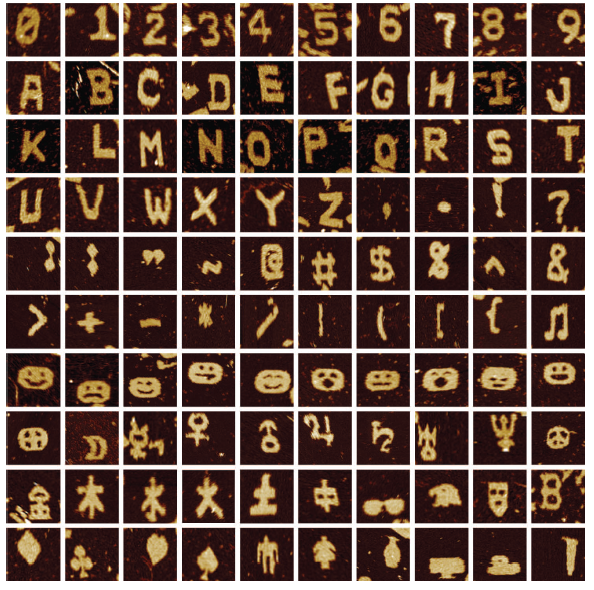 0 1 2 3 4 5 6 7 8 9
A B C D E F G H I J
K L M N O P Q R S T
U V W X Y Z . ! ?
; : ~ @ # $ % ^ &
> + - * / | ( [ { ♫